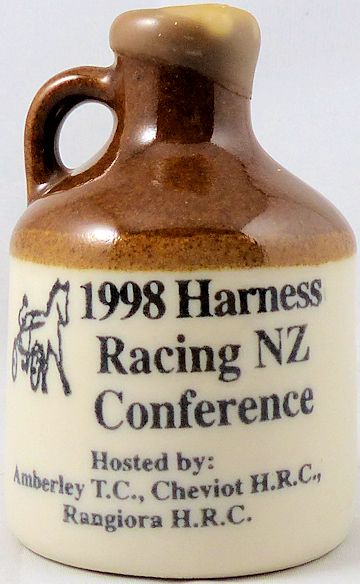 1998 Harness
Racing NZ
Conference
Hosted by:
Amberley T.C., Cheviot H.R.C.,
Rangiora H.R.C.